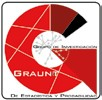 Grupo de Investigación
GRAUNT
De Estadística y Probabilidad